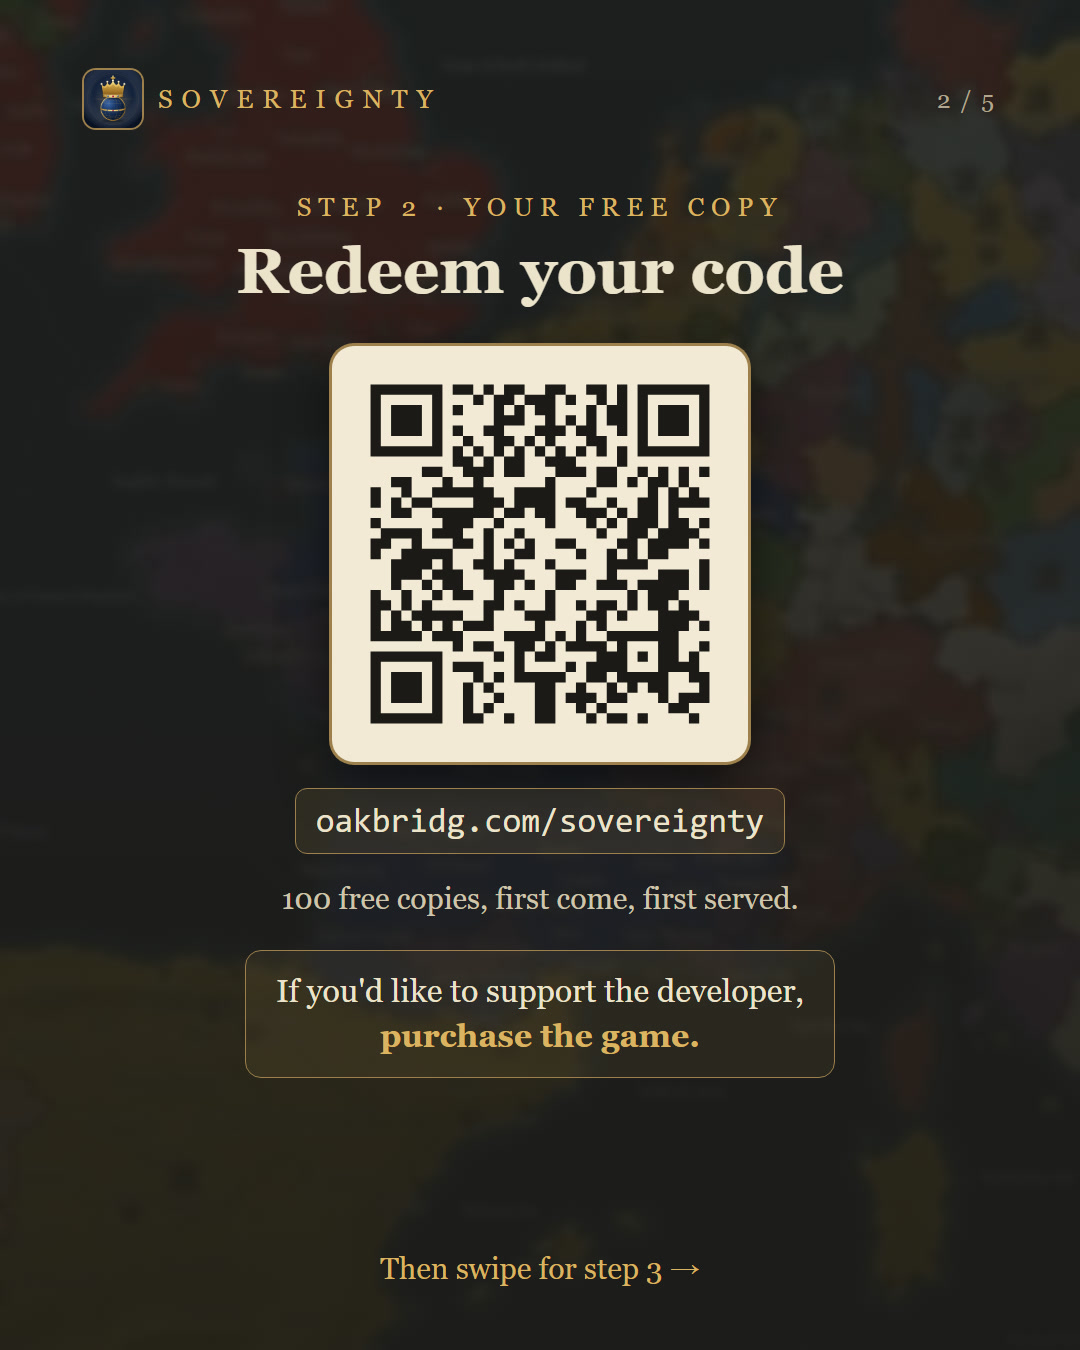 SOVEREIGNTY
2 / 5
STEP 2 · YOUR FREE COPY
Redeem your code
oakbridg.com/sovereignty
100 free copies, first come, first served.
If you'd like to support the developer,
purchase the game.
Then swipe for step 3 →